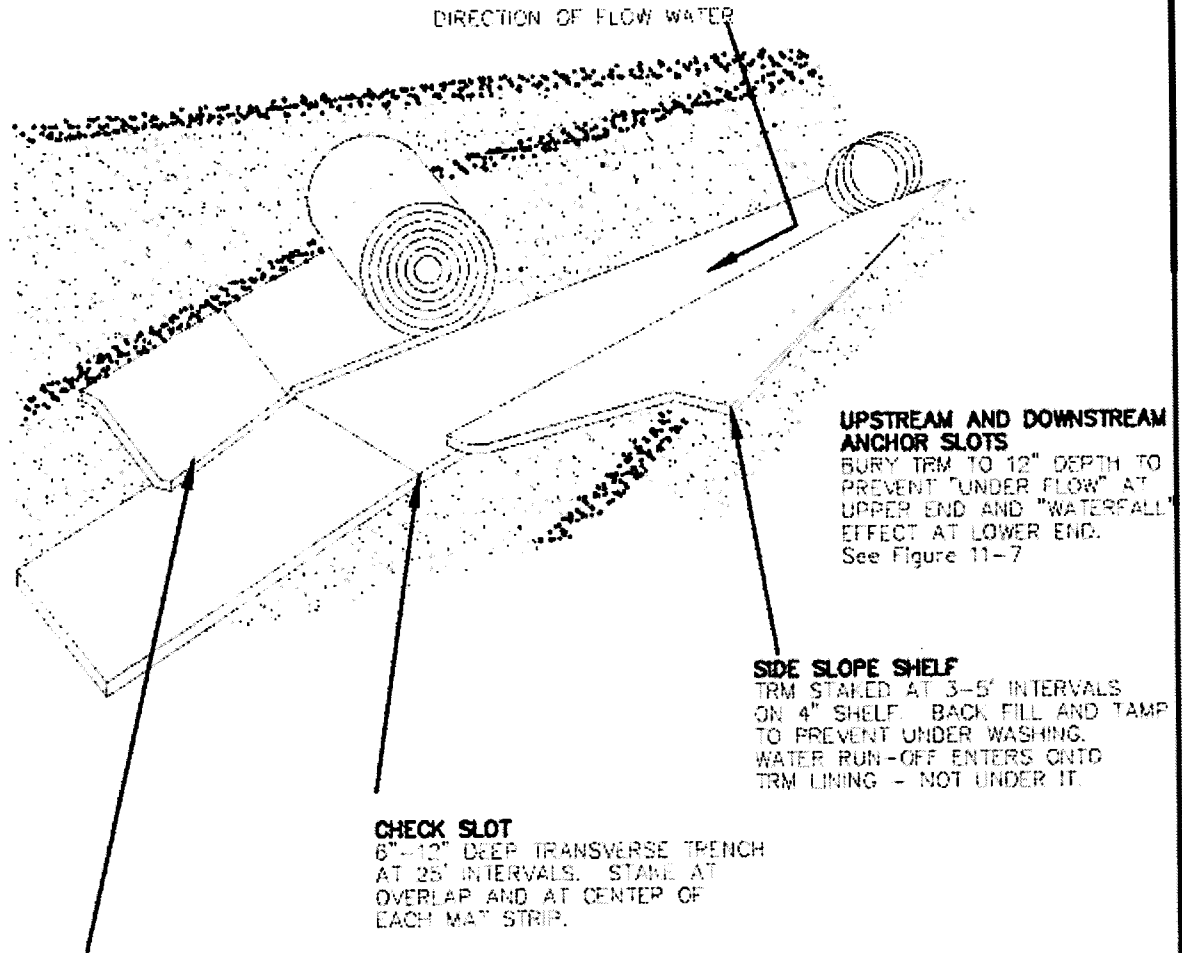 DIRECTION OF FLOW WATER
UPSTREAM AND DOWNSTREAM
ANCHOR SLOTS
BURY TRM TO 12" DEPTH TO
PREVENT "UNDER FLOW" AT
UPPER END AND "WATERFALL"
EFFECT AT LOWER END.
See Figure 11-7
SIDE SLOPE SHELF
TRM STAKED AT 3-5' INTERVALS
ON 4" SHELF. BACK FILL AND TAMP
TO PREVENT UNDER WASHING.
WATER RUN-OFF ENTERS ONTO
TRM LINING - NOT UNDER IT.
CHECK SLOT
6"-12" DEEP TRANSVERSE TRENCH
AT 25' INTERVALS. STAKE AT
OVERLAP AND AT CENTER OF
EACH MAT STRIP.